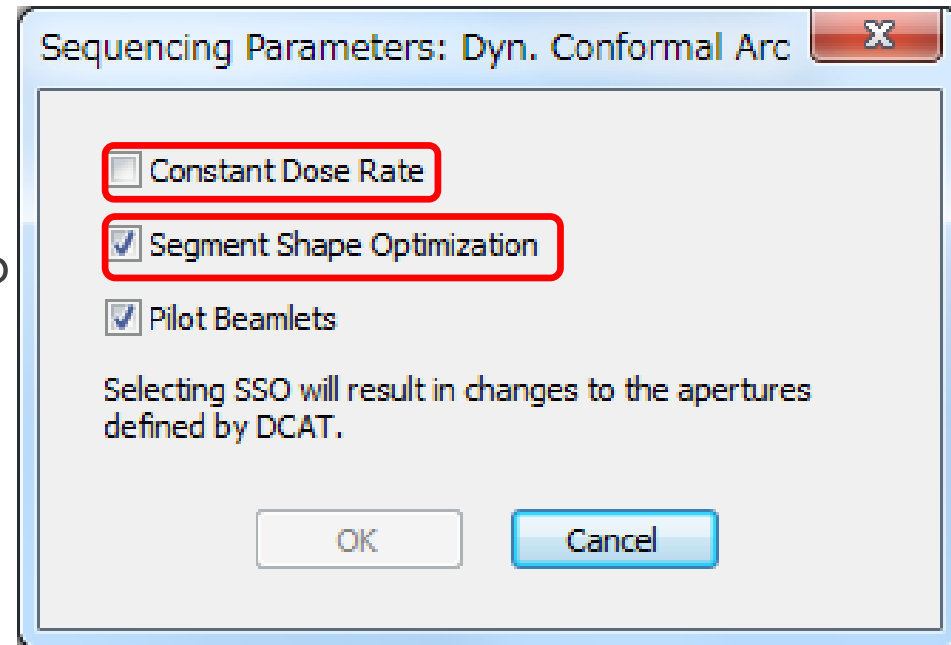 Sequencing Parameters: Dyn. Conformal Arc
Constant Dose Rate
Segment Shape Optimization
Pilot Beamlets
Selecting SSO will result in changes to the apertures
defined by DCAT.
OK
Cancel